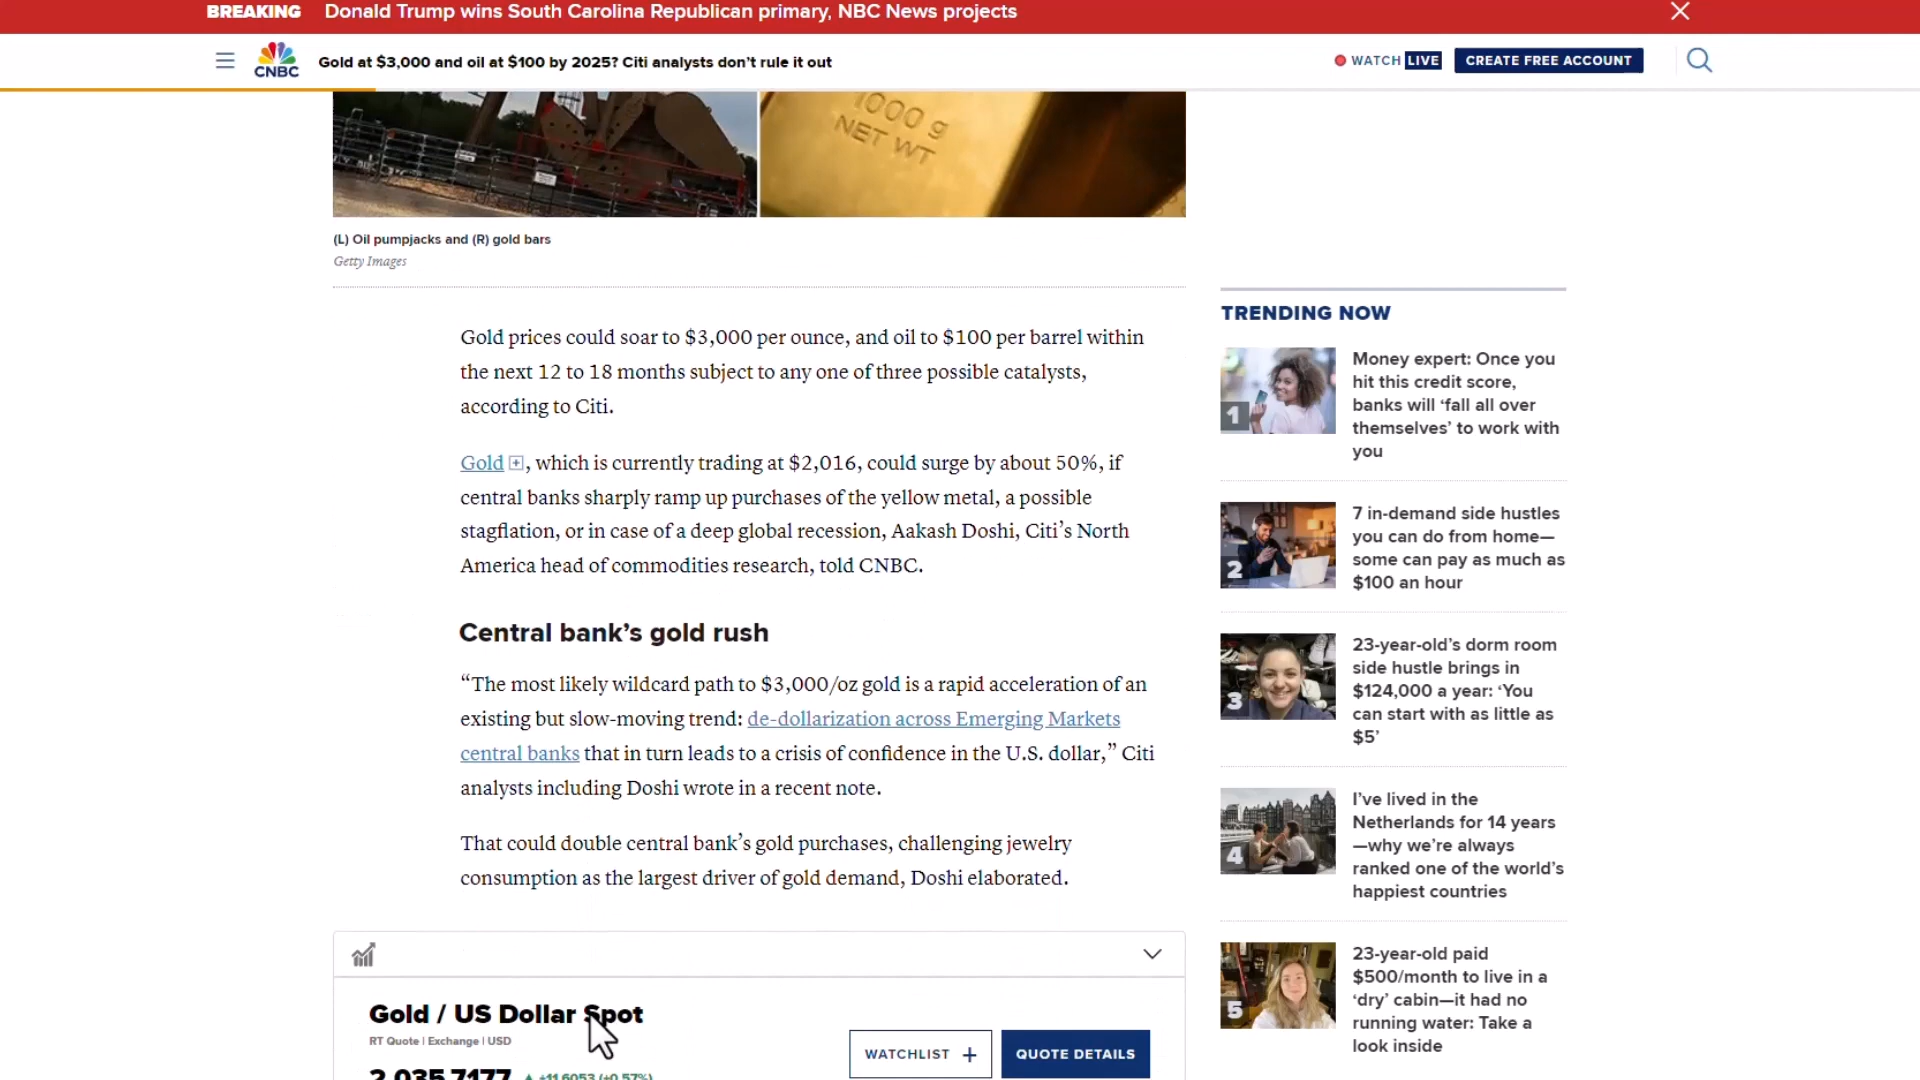 BREAKING Donald Trump wins South Carolina Republican primary, NBC News projects
CNBC
Gold at $3,000 and oil at $100 by 2025? Citi analysts don’t rule it out
WATCH LIVE
CREATE FREE ACCOUNT
1000 g
NET WT
(L) Oil pumpjacks and (R) gold bars
Getty Images
Gold prices could soar to $3,000 per ounce, and oil to $100 per barrel within
the next 12 to 18 months subject to any one of three possible catalysts,
according to Citi.
Gold, which is currently trading at $2,016, could surge by about 50%, if
central banks sharply ramp up purchases of the yellow metal, a possible
stagflation, or in case of a deep global recession, Aakash Doshi, Citi’s North
America head of commodities research, told CNBC.
Central bank’s gold rush
“The most likely wildcard path to $3,000/oz gold is a rapid acceleration of an
existing but slow-moving trend: de-dollarization across Emerging Markets
central banks that in turn leads to a crisis of confidence in the U.S. dollar,” Citi
analysts including Doshi wrote in a recent note.
That could double central bank’s gold purchases, challenging jewelry
consumption as the largest driver of gold demand, Doshi elaborated.
Gold / US Dollar Spot
RT Quote | Exchange | USD
2,035.7177 +11.6053 (+0.57%)
WATCHLIST +
QUOTE DETAILS
TRENDING NOW
1
Money expert: Once you
hit this credit score,
banks will ‘fall all over
themselves’ to work with
you
2
7 in-demand side hustles
you can do from home—
some can pay as much as
$100 an hour
3
23-year-old’s dorm room
side hustle brings in
$124,000 a year: ‘You
can start with as little as
$5’
4
I’ve lived in the
Netherlands for 14 years
—why we’re always
ranked one of the world’s
happiest countries
5
23-year-old paid
$500/month to live in a
‘dry’ cabin—it had no
running water: Take a
look inside